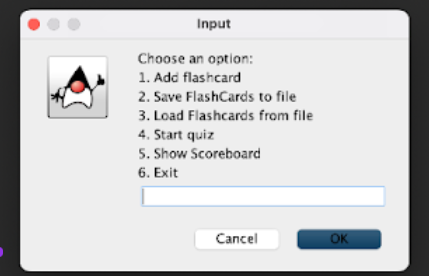 Input
Choose an option:
1. Add flashcard
2. Save FlashCards to file
3. Load Flashcards from file
4. Start quiz
5. Show Scoreboard
6. Exit
Cancel
OK